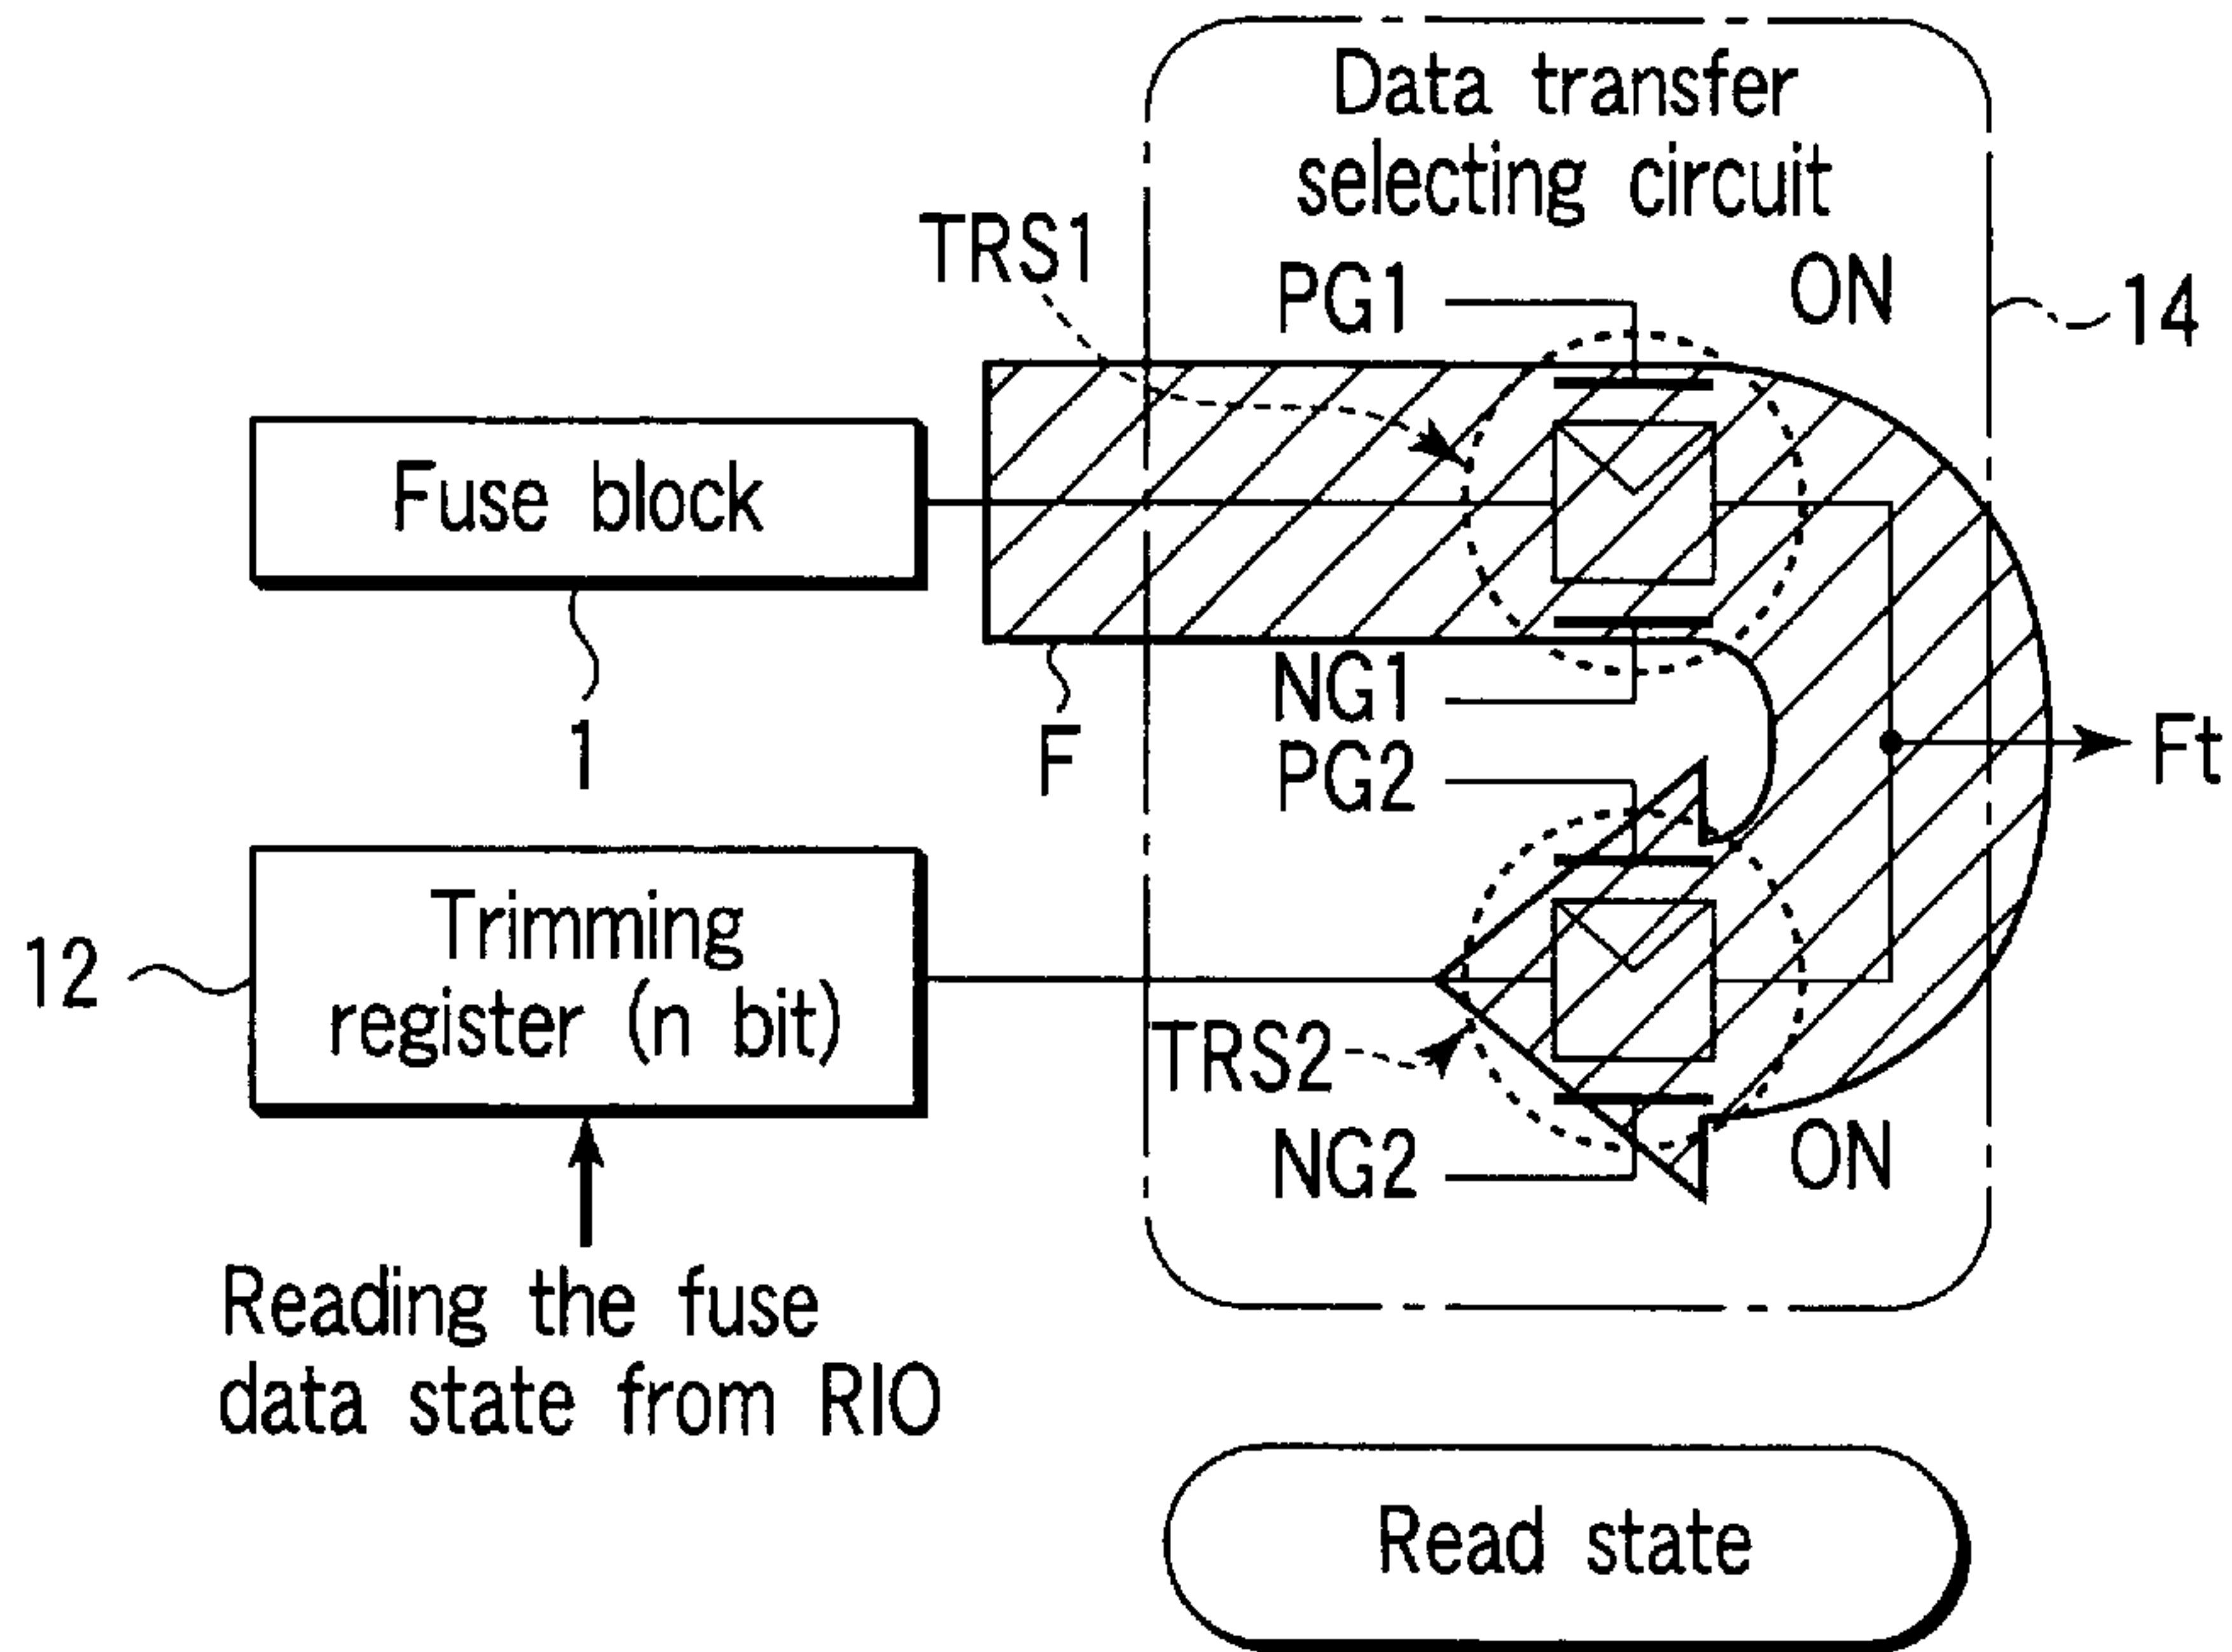 Data transfer
selecting circuit
TRS1
PG1
ON
14
Fuse block
1
F
NG1
PG2
Ft
Trimming
register (n bit)
12
TRS2
NG2
ON
Reading the fuse
data state from RIO
Read state